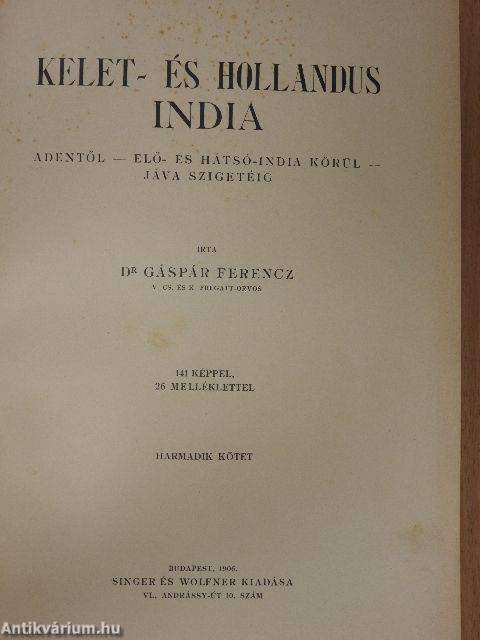 KELET- ÉS HOLLANDUS
INDIA
ADENTŐL — ELŐ- ÉS HÁTSÓ-INDIA KÖRÜL —
JÁVA SZIGETÉIG
IRTA
DR GÁSPÁR FERENCZ
V. CS. ÉS K. FREGATT-ORVOS
141 KÉPPEL,
26 MELLÉKLETTEL
HARMADIK KÖTET
BUDAPEST, 1906.
SINGER ÉS WOLFNER KIADÁSA
VI., ANDRÁSSY-ÚT 10. SZÁM
Antikvárium.hu